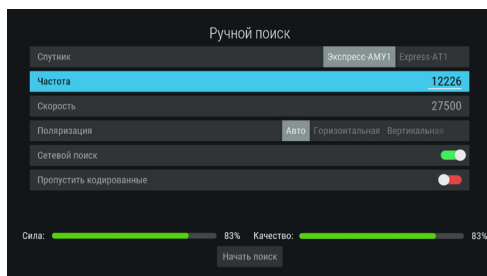 Ручной поиск
Спутник Экспресс-АМУ1 Express-AT1
Частота 12226
Скорость 27500
Поляризация Авто Горизонтальная Вертикальная
Сетевой поиск
Пропустить кодированные
Сила: 83% Качество: 83%
Начать поиск